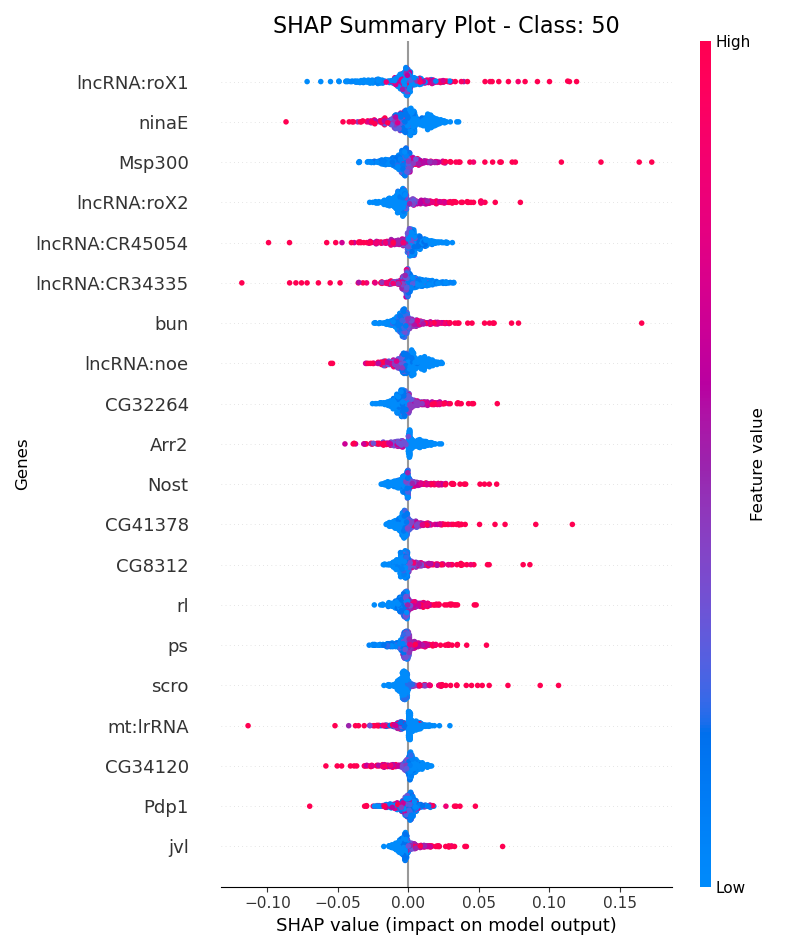 SHAP Summary Plot - Class: 50
High
lncRNA:roX1
ninaE
Msp300
lncRNA:roX2
lncRNA:CR45054
lncRNA:CR34335
bun
lncRNA:noe
CG32264
Arr2
Nost
CG41378
CG8312
rl
ps
scro
mt:lrRNA
CG34120
Pdp1
jvl
Genes
Feature value
Low
−0.10 −0.05 0.00 0.05 0.10 0.15
SHAP value (impact on model output)